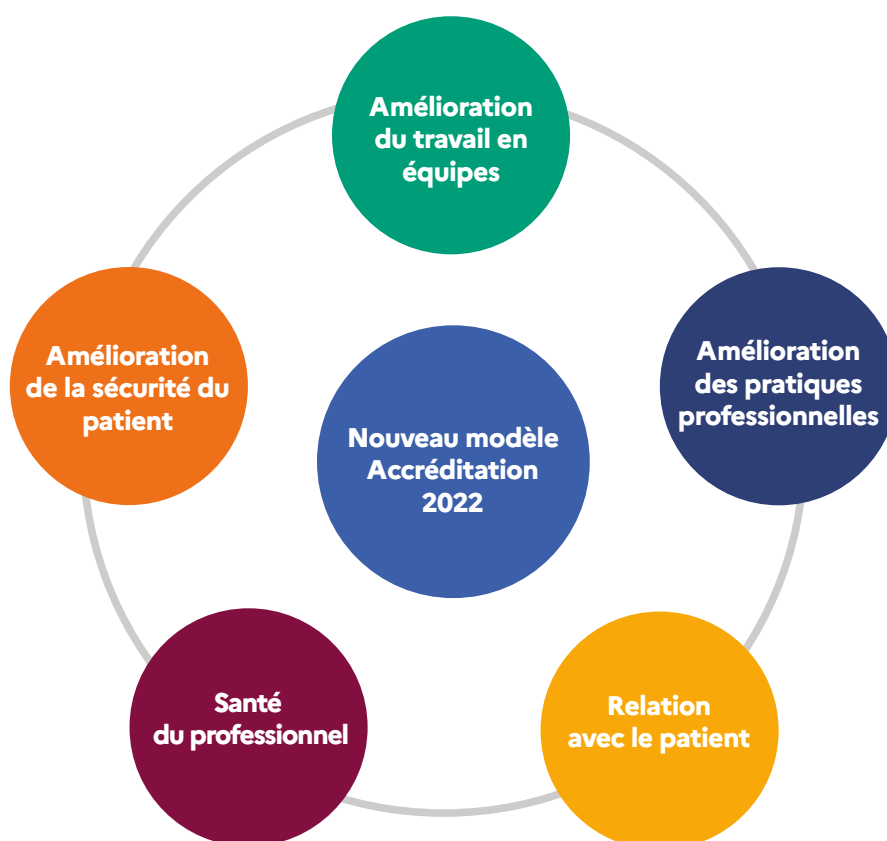 Amélioration
du travail en
équipes
Amélioration
de la sécurité du
patient
Amélioration
des pratiques
professionnelles
Nouveau modèle
Accréditation
2022
Santé
du professionnel
Relation
avec le patient